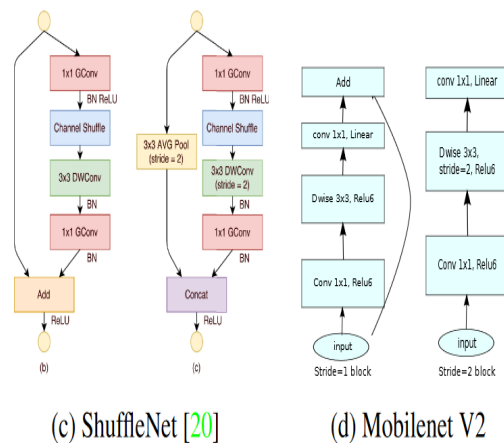 1x1 GConv
BN ReLU
Channel Shuffle
3x3 DWConv
BN
1x1 GConv
BN
Add
ReLU
(b)
1x1 GConv
BN ReLU
3x3 AVG Pool
(stride = 2)
Channel Shuffle
3x3 DWConv
(stride = 2)
BN
1x1 GConv
BN
Concat
ReLU
(c)
(c) ShuffleNet [20]
Add
conv 1x1, Linear
Dwise 3x3, Relu6
Conv 1x1, Relu6
input
Stride=1 block
conv 1x1, Linear
Dwise 3x3,
stride=2, Relu6
Conv 1x1, Relu6
input
Stride=2 block
(d) Mobilenet V2